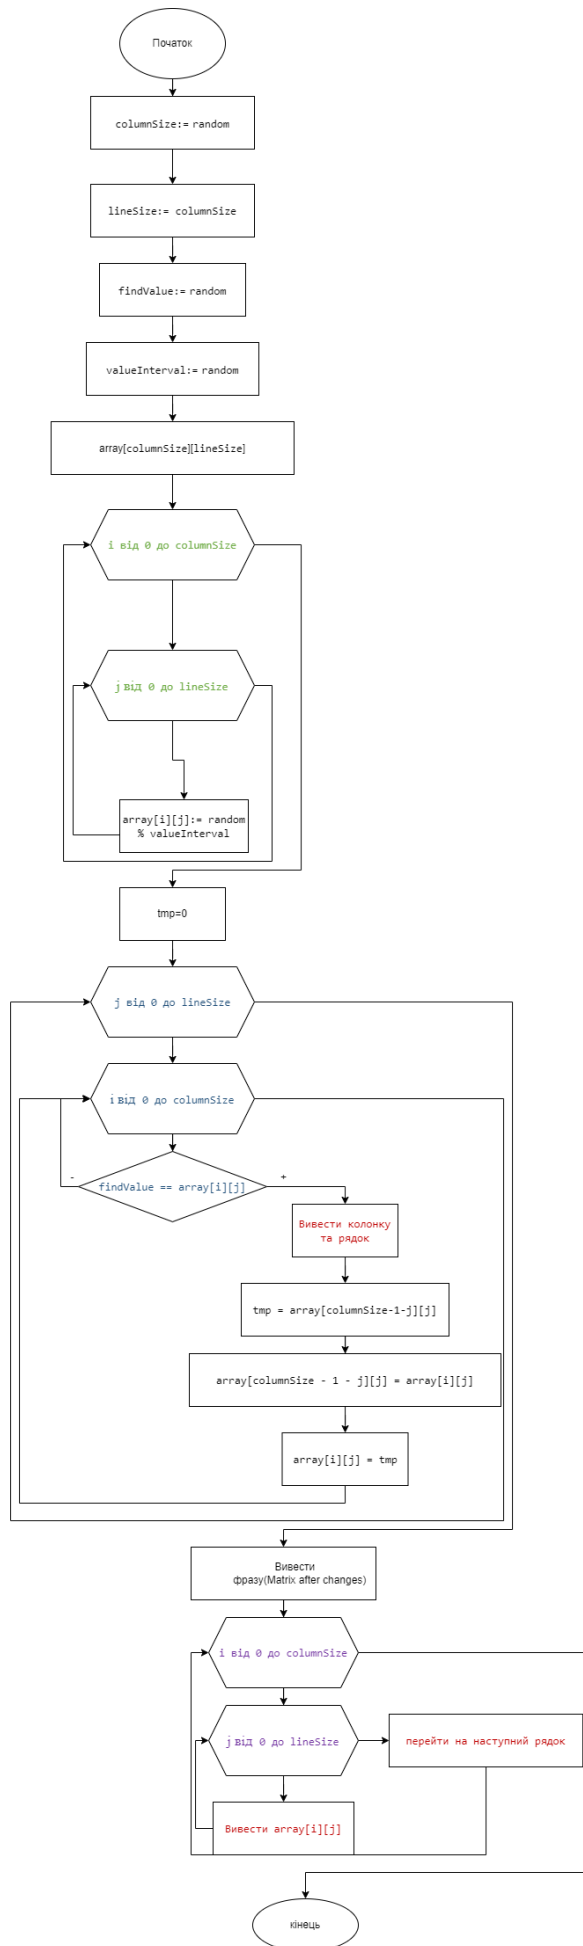 Початок
columnSize:= random
lineSize:= columnSize
findValue:= random
valueInterval:= random
array[columnSize][lineSize]
i від 0 до columnSize
j від 0 до lineSize
array[i][j]:= random
% valueInterval
tmp=0
j від 0 до lineSize
i від 0 до columnSize
-
findValue == array[i][j]
+
Вивести колонку
та рядок
tmp = array[columnSize-1-j][j]
array[columnSize - 1 - j][j] = array[i][j]
array[i][j] = tmp
Вивести
фразу(Matrix after changes)
i від 0 до columnSize
j від 0 до lineSize
перейти на наступний рядок
Вивести array[i][j]
кінець